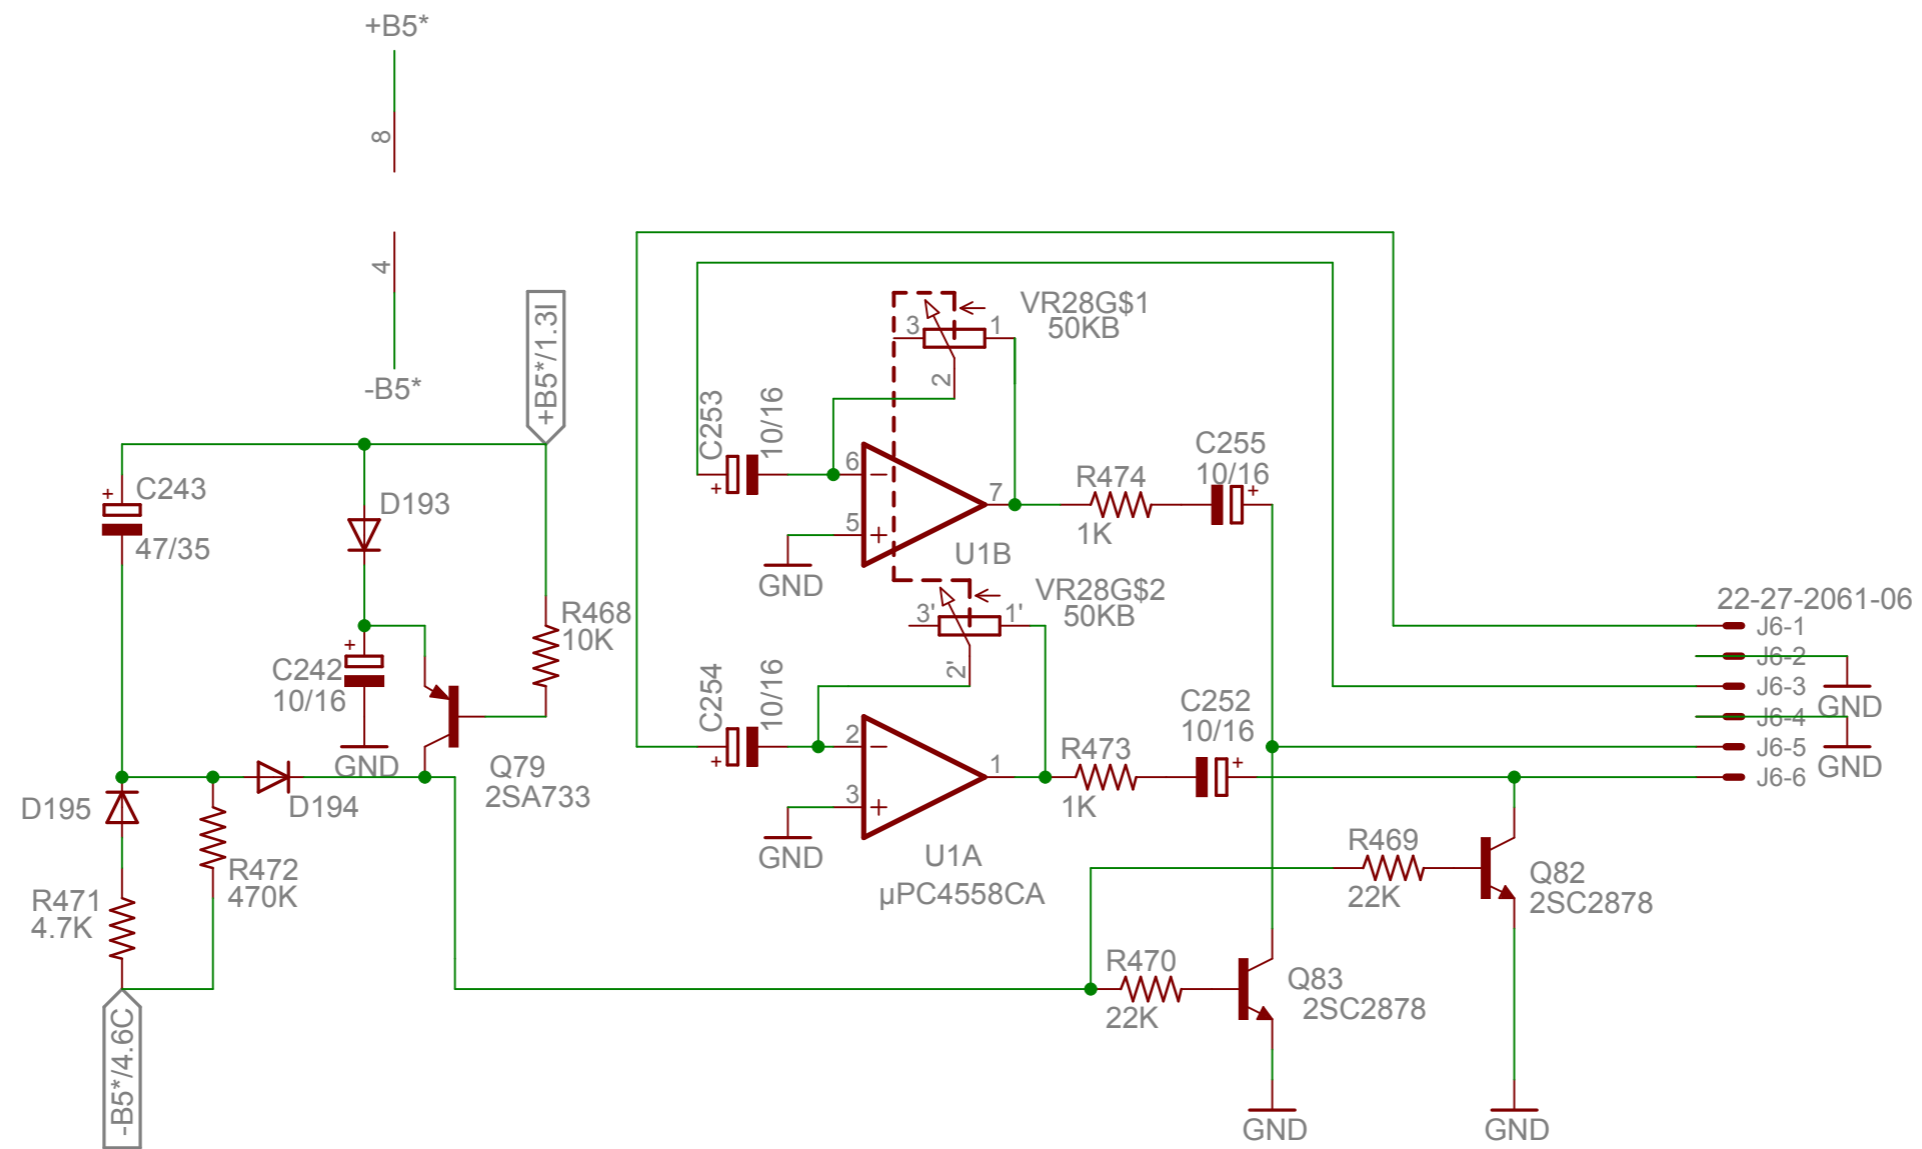 +B5*
8
4
-B5*
+B5*/1.3I
C243
47/35
D193
C242
10/16
GND
R468
10K
Q79
2SA733
D194
D195
R472
470K
R471
4.7K
-B5*/4.6C
VR28G$1
50KB
3
1
2
C253
10/16
6
5
7
GND
U1B
R474
1K
C255
10/16
VR28G$2
50KB
3'
1'
2'
C254
10/16
2
3
1
GND
U1A
µPC4558CA
R473
1K
C252
10/16
22-27-2061-06
J6-1
J6-2
J6-3
GND
J6-4
J6-5
GND
J6-6
R469
22K
Q82
2SC2878
R470
22K
Q83
2SC2878
GND
GND